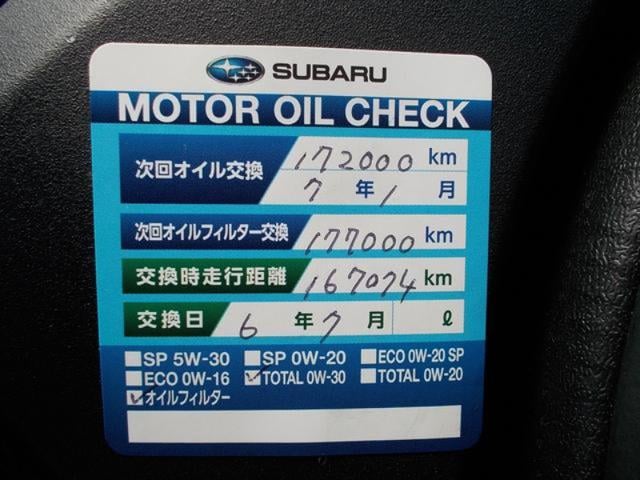 SUBARU
MOTOR OIL CHECK
次回オイル交換 172000 km
7 年 1 月
次回オイルフィルター交換 177000 km
交換時走行距離 167074 km
交換日 6 年 7 月 ℓ
SP 5W-30 SP 0W-20 ECO 0W-20 SP
ECO 0W-16 TOTAL 0W-30 TOTAL 0W-20
オイルフィルター